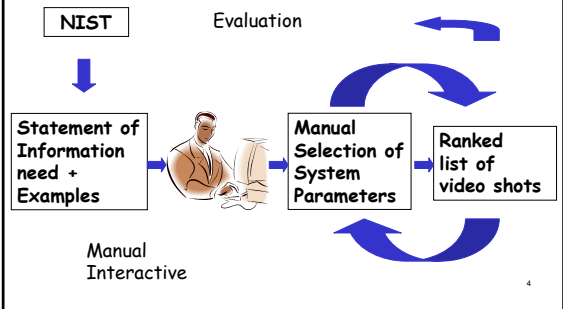 NIST
Evaluation
Statement of
Information
need +
Examples
Manual
Selection of
System
Parameters
Ranked
list of
video shots
Manual
Interactive
4